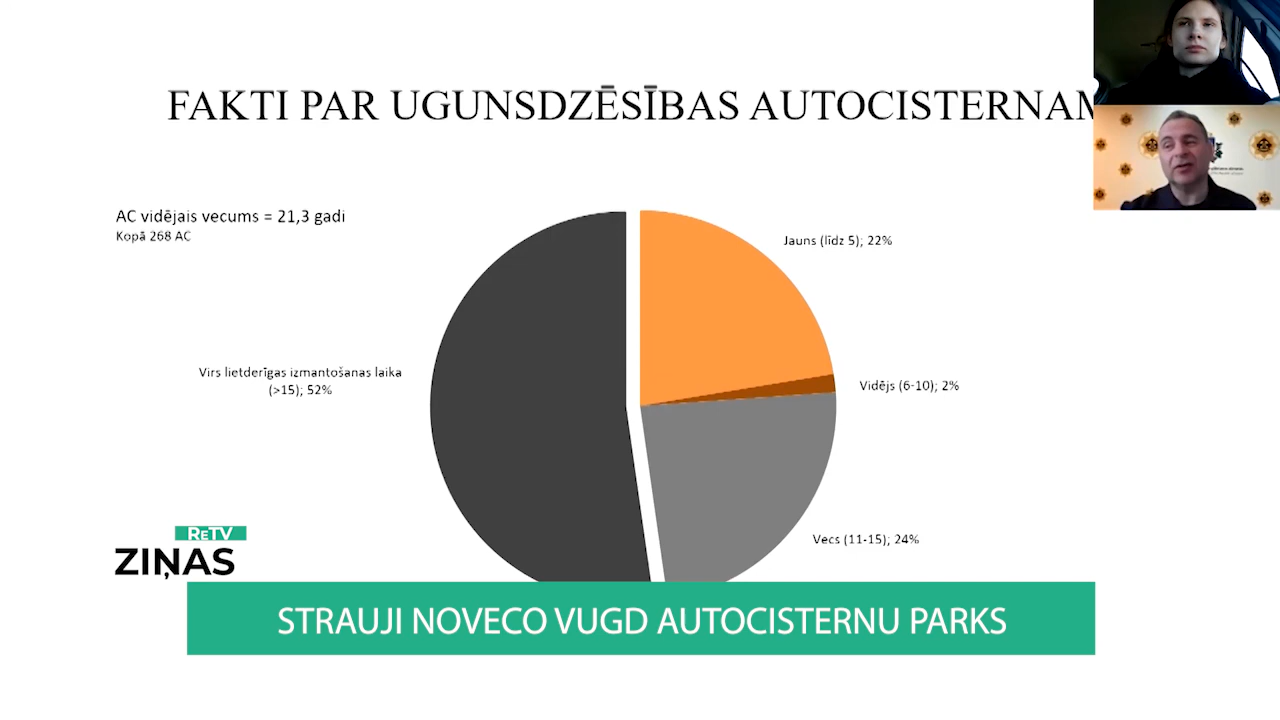 FAKTI PAR UGUNSDZĒSĪBAS AUTOCISTERNAM
AC vidējais vecums = 21,3 gadi
Kopā 268 AC
Jauns (līdz 5); 22%
Virs lietderīgas izmantošanas laika
(>15); 52%
Vidējs (6-10); 2%
Vecs (11-15); 24%
RETV
ZIŅAS
STRAUJI NOVECO VUGD AUTOCISTERNU PARKS